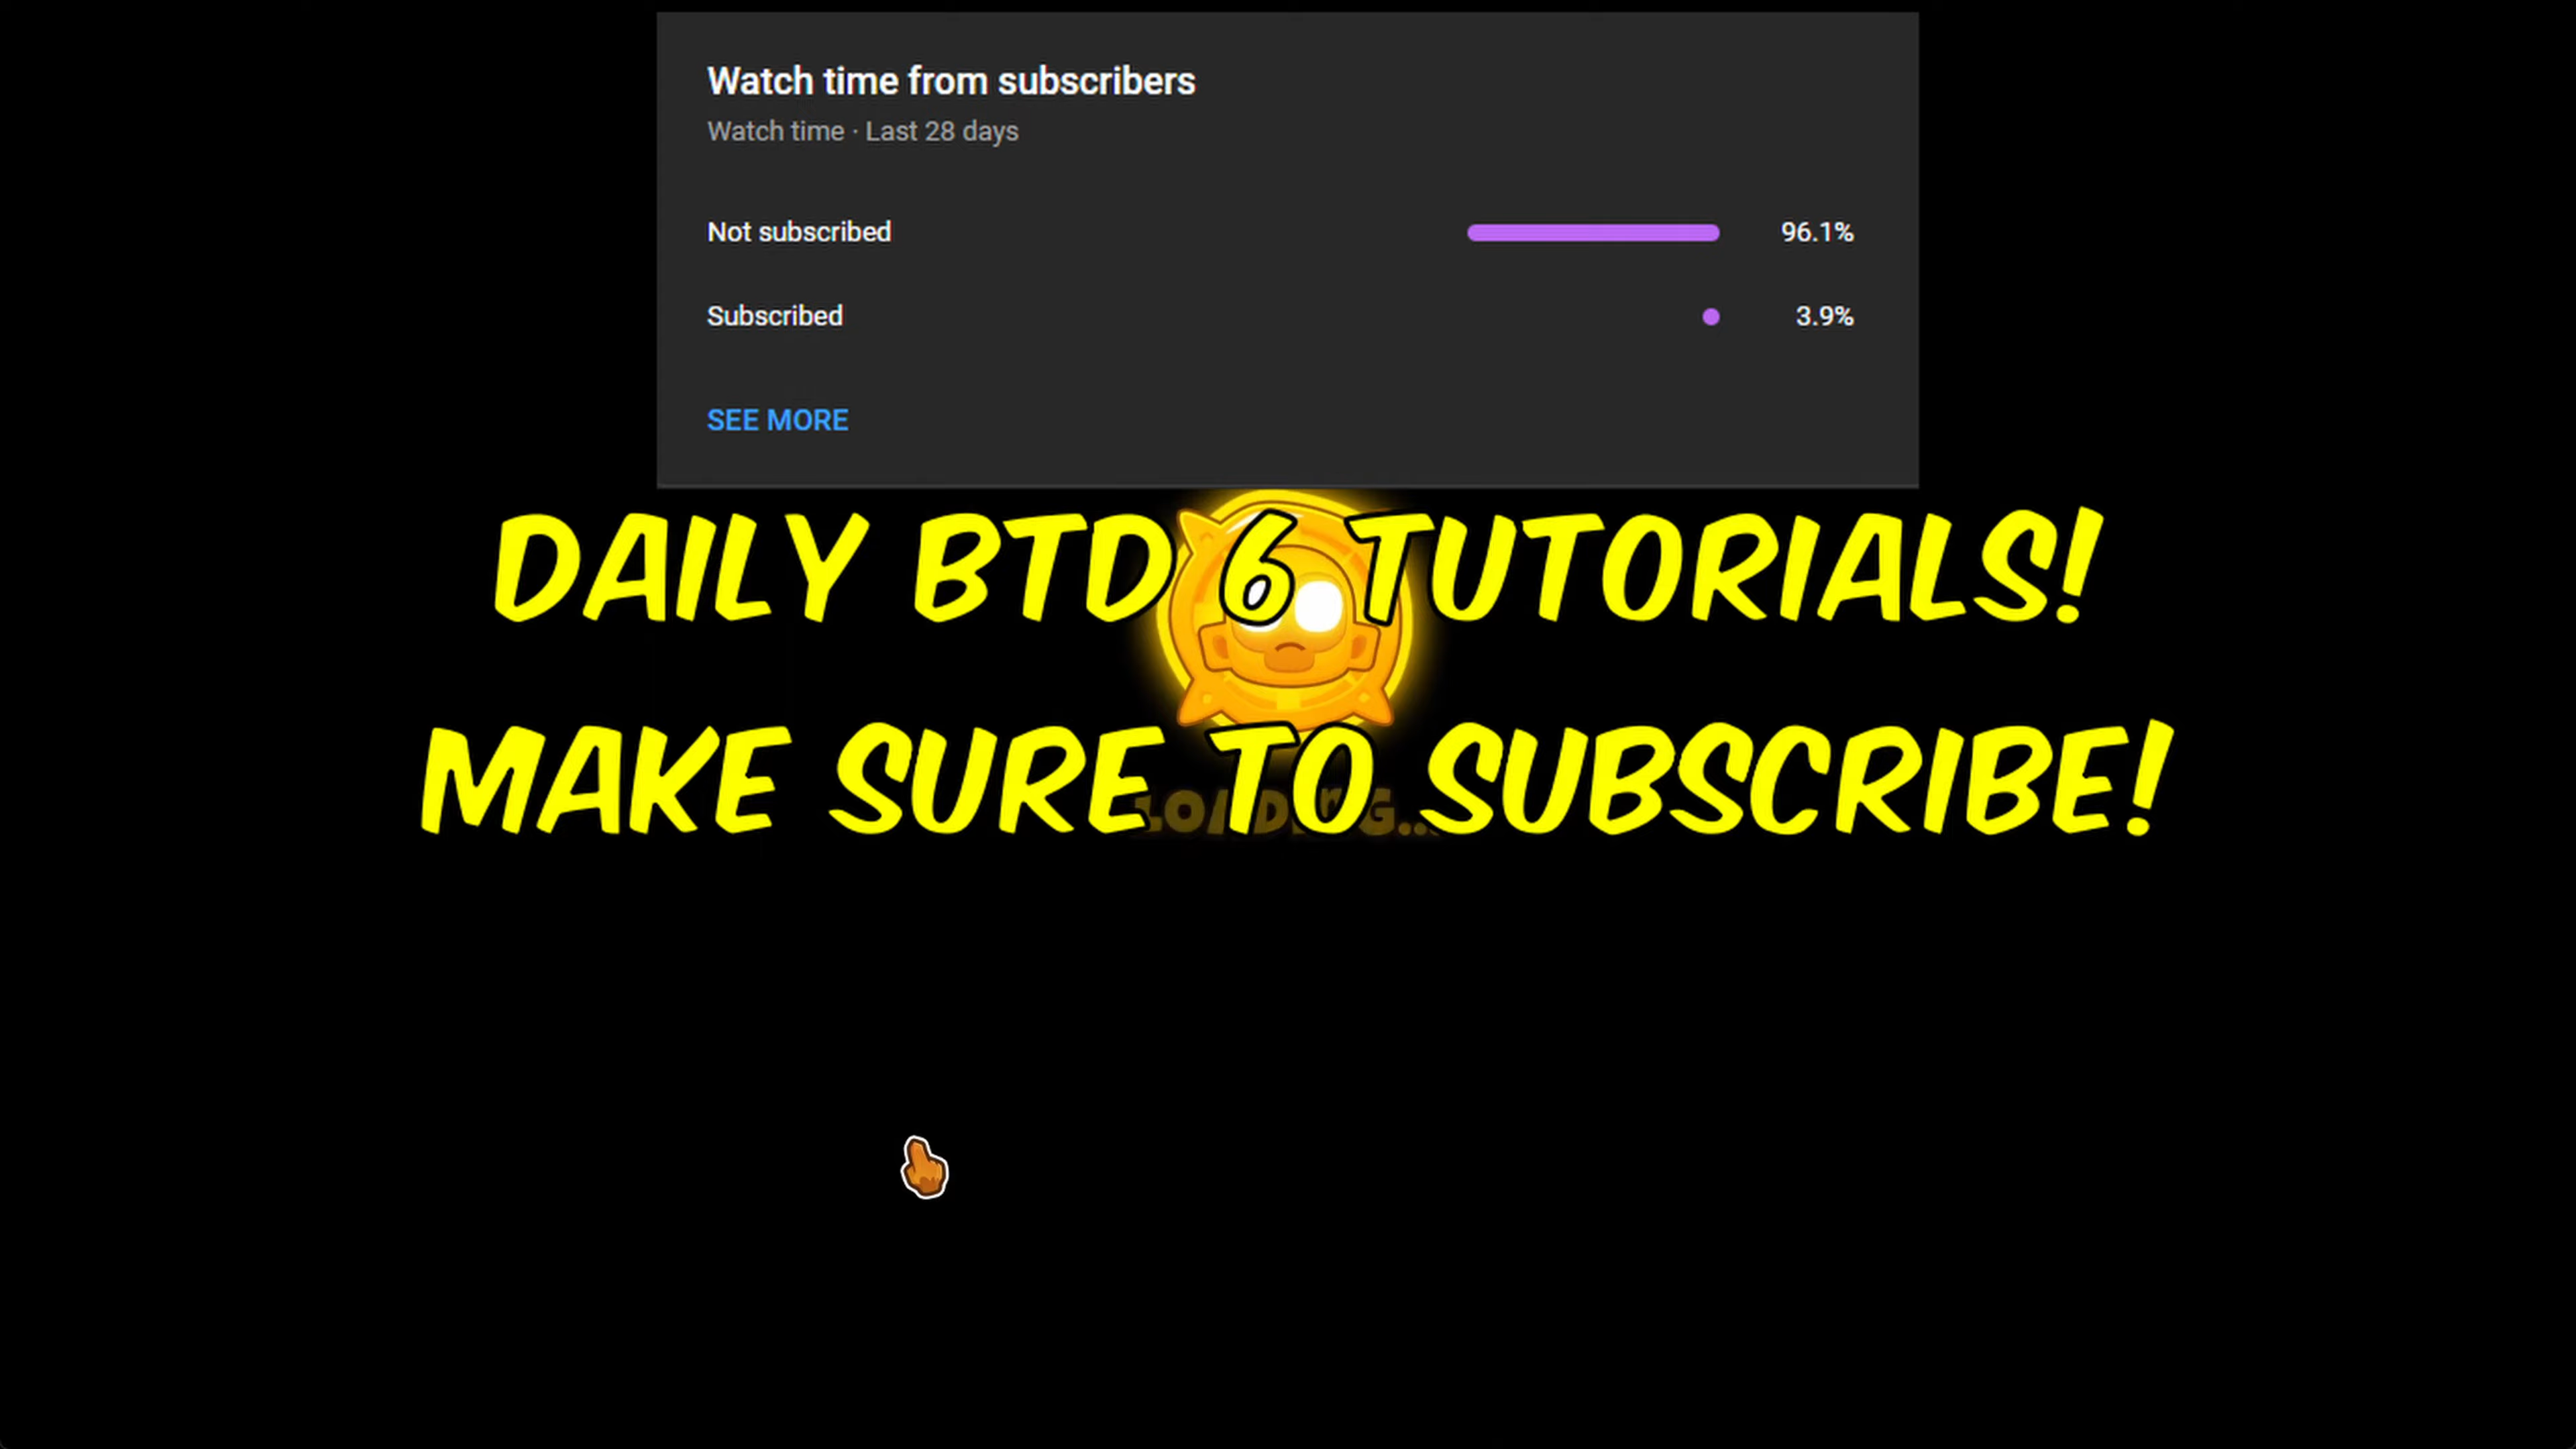 Watch time from subscribers
Watch time · Last 28 days
Not subscribed 96.1%
Subscribed 3.9%
SEE MORE
DAILY BTD 6 TUTORIALS!
MAKE SURE TO SUBSCRIBE!
LOADING...